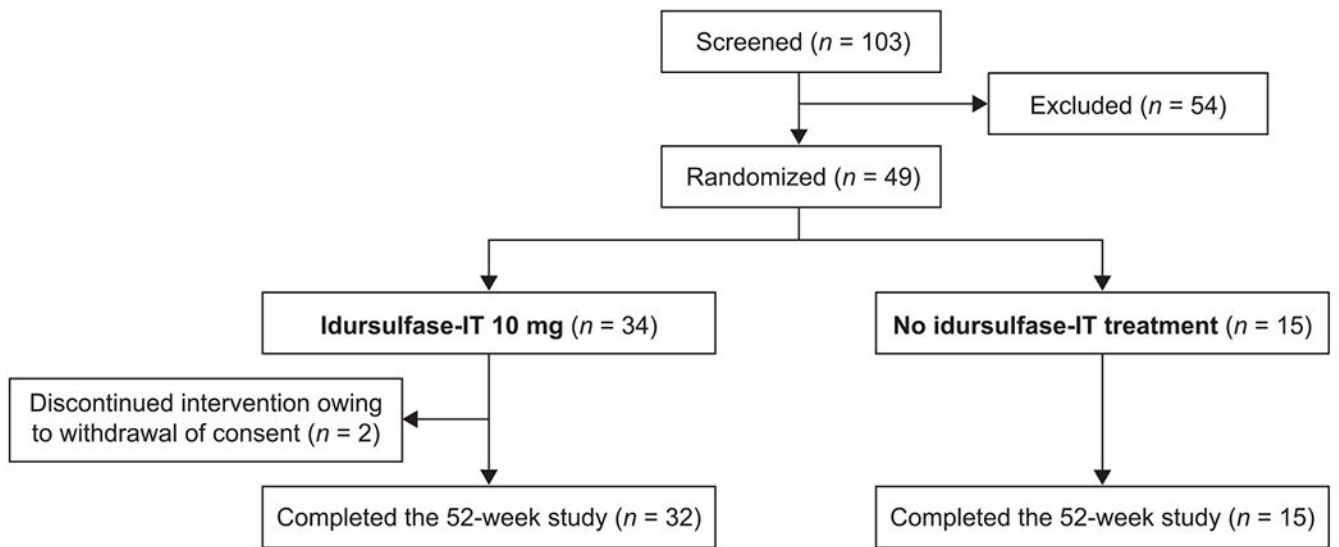 Screened (n = 103)
Excluded (n = 54)
Randomized (n = 49)
Idursulfase-IT 10 mg (n = 34)
No idursulfase-IT treatment (n = 15)
Discontinued intervention owing
to withdrawal of consent (n = 2)
Completed the 52-week study (n = 32)
Completed the 52-week study (n = 15)